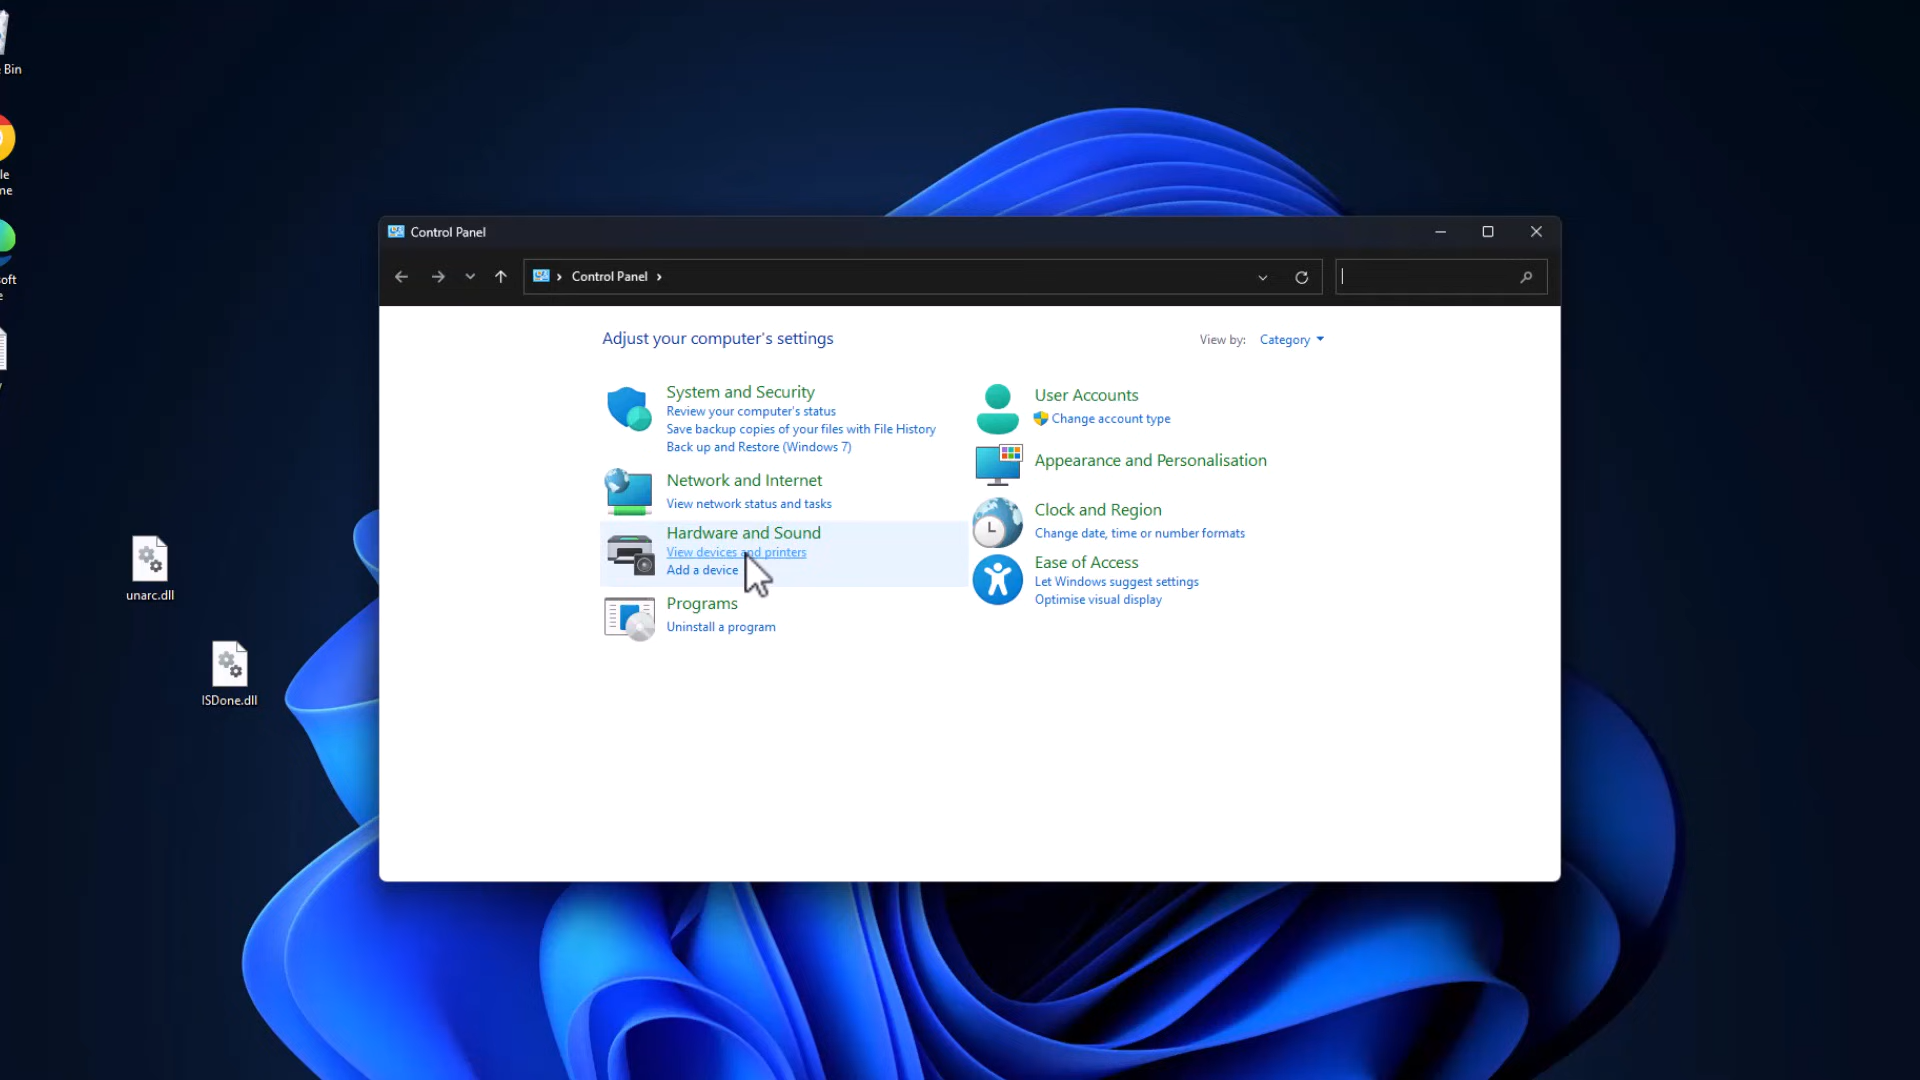 Bin
le
me
oft
e
y
unarc.dll
ISDone.dll
Control Panel
Control Panel
Adjust your computer's settings
View by: Category
System and Security
Review your computer's status
Save backup copies of your files with File History
Back up and Restore (Windows 7)
Network and Internet
View network status and tasks
Hardware and Sound
View devices and printers
Add a device
Programs
Uninstall a program
User Accounts
Change account type
Appearance and Personalisation
Clock and Region
Change date, time or number formats
Ease of Access
Let Windows suggest settings
Optimise visual display